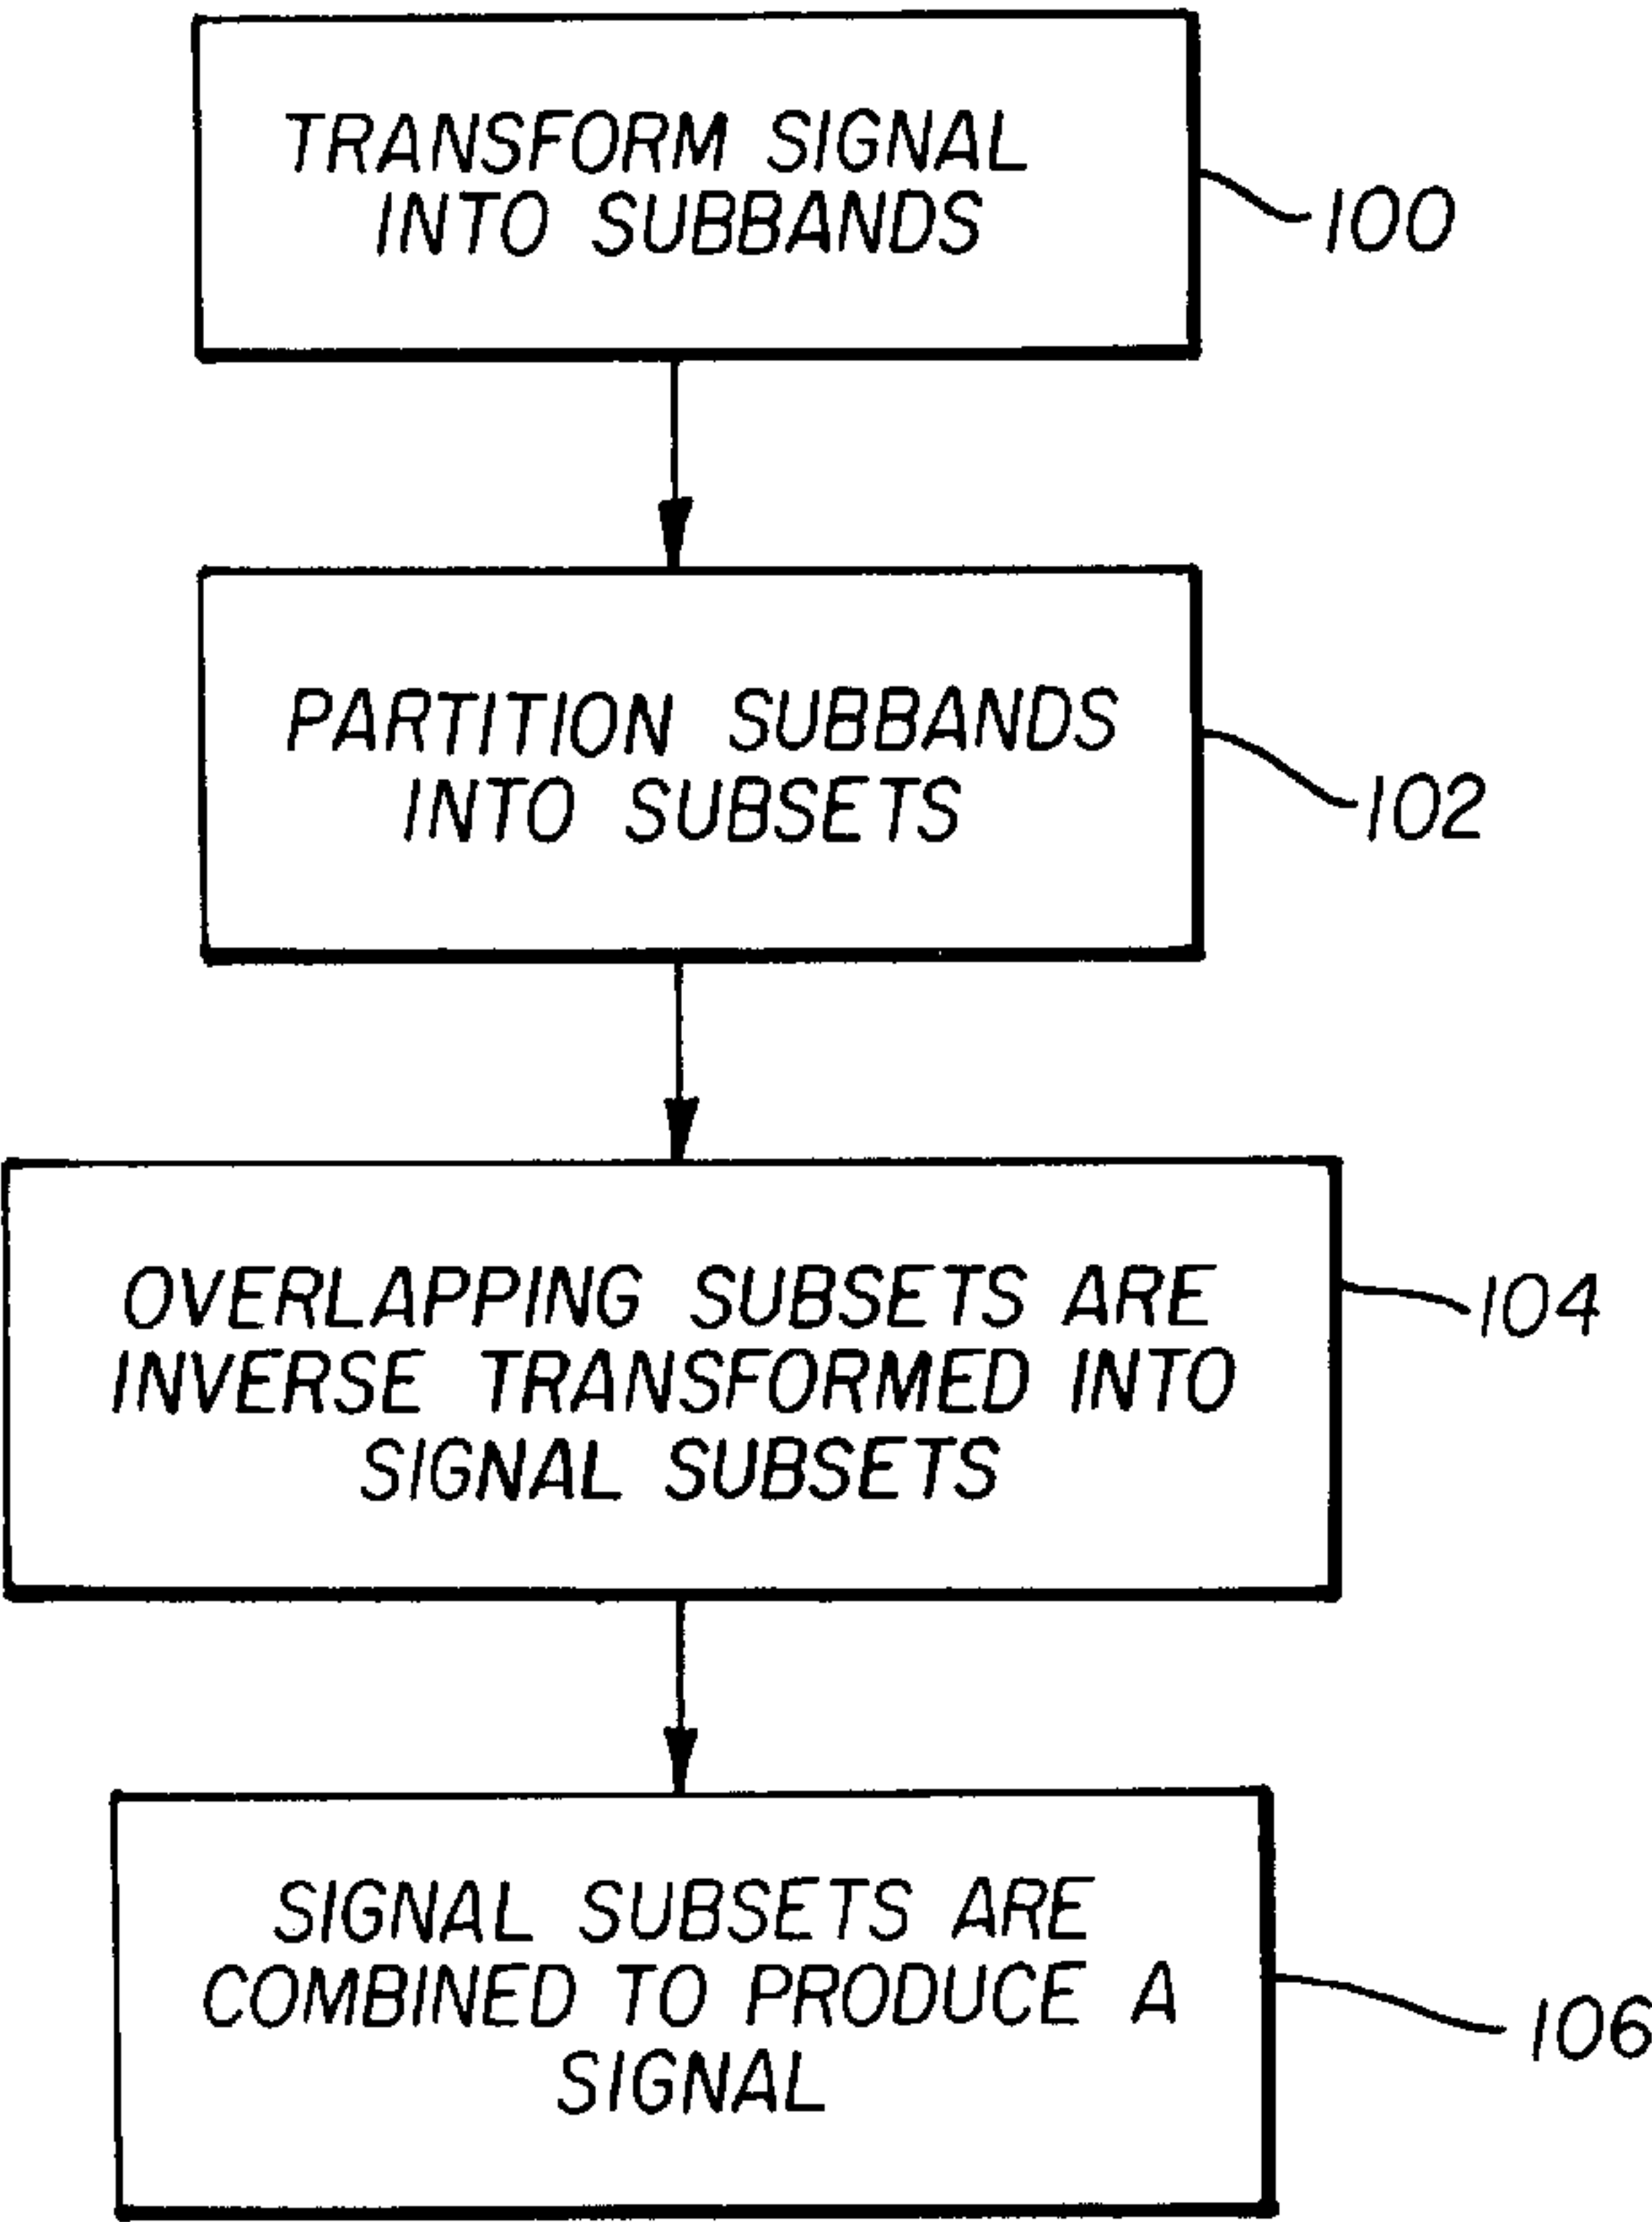 TRANSFORM SIGNAL
INTO SUBBANDS
100
PARTITION SUBBANDS
INTO SUBSETS
102
OVERLAPPING SUBSETS ARE
INVERSE TRANSFORMED INTO
SIGNAL SUBSETS
104
SIGNAL SUBSETS ARE
COMBINED TO PRODUCE A
SIGNAL
106